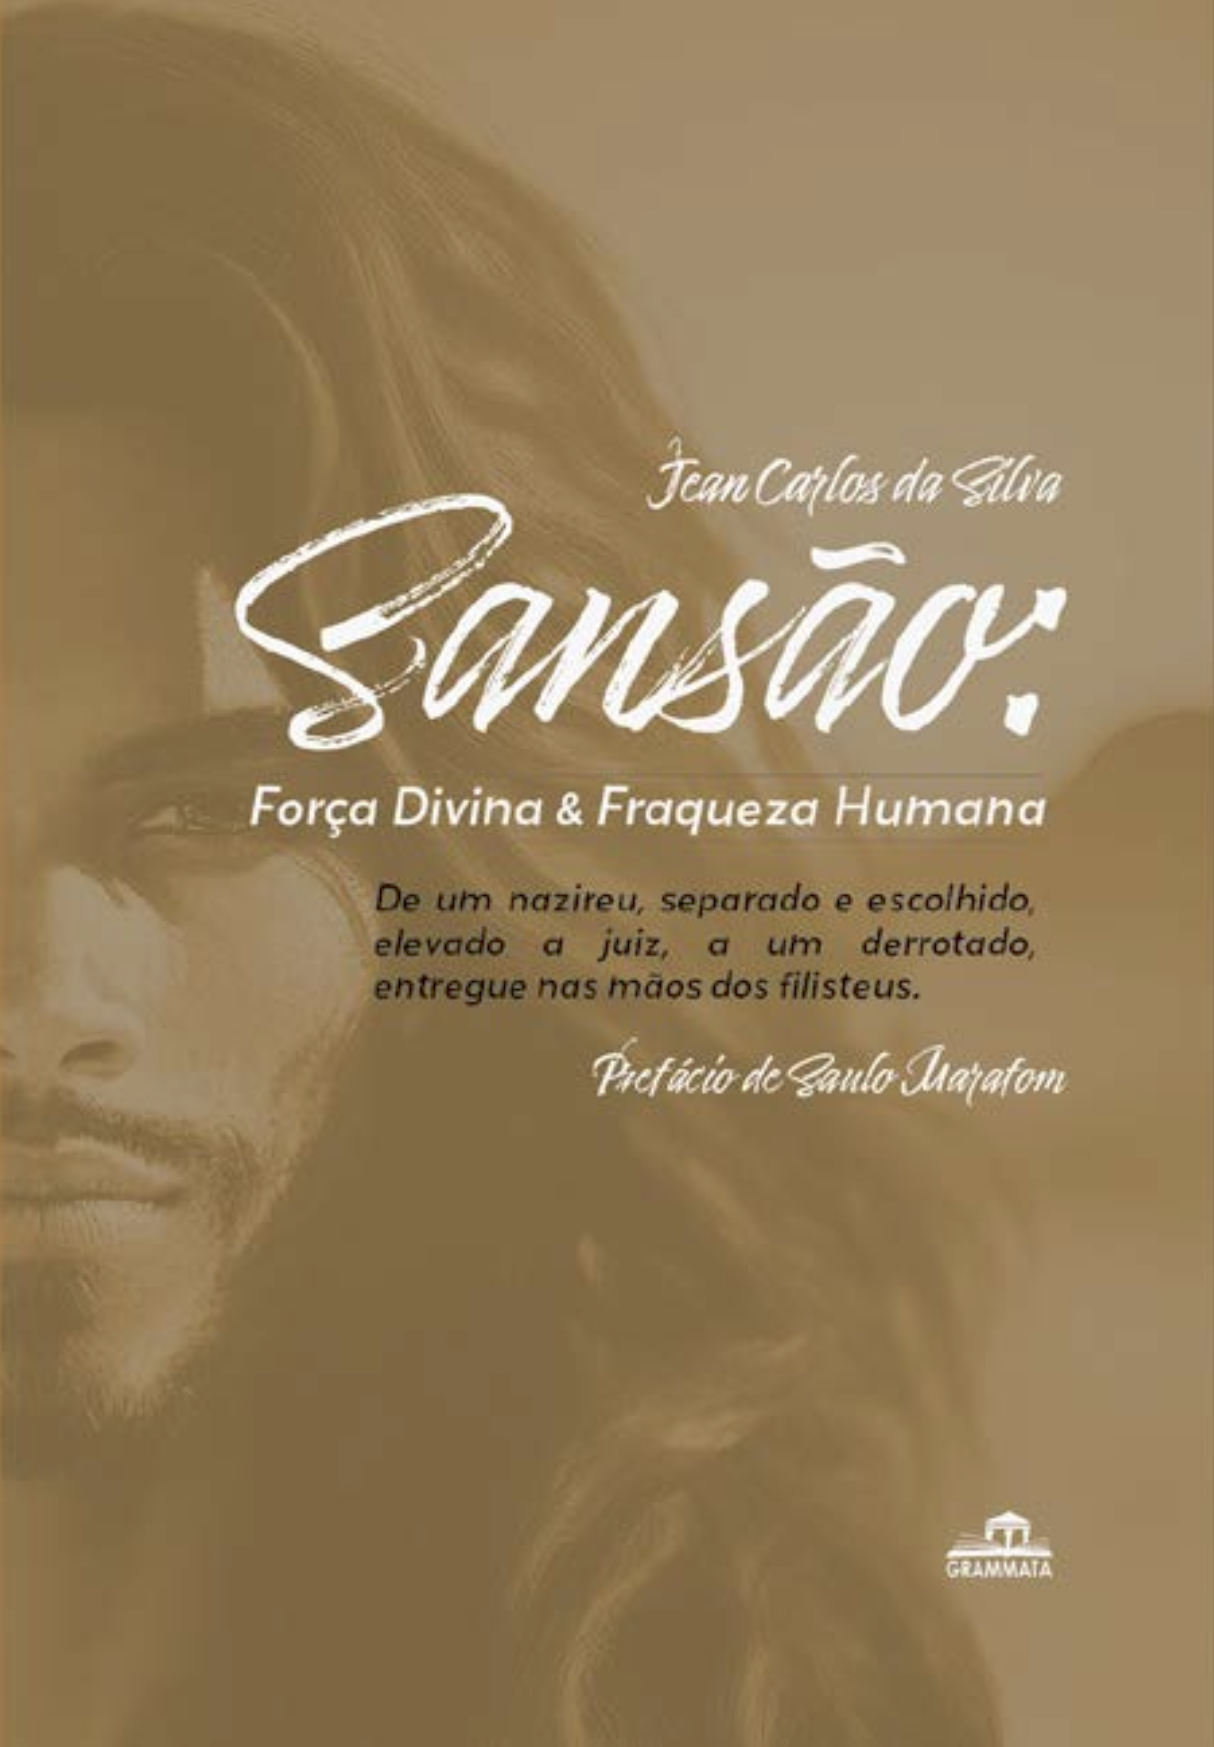 Jean Carlos da Silva
Sansão:
Força Divina & Fraqueza Humana
De um nazireu, separado e escolhido,
elevado a juiz, a um derrotado,
entregue nas mãos dos filisteus.
Prefácio de Saulo Maratom
GRAMMATA